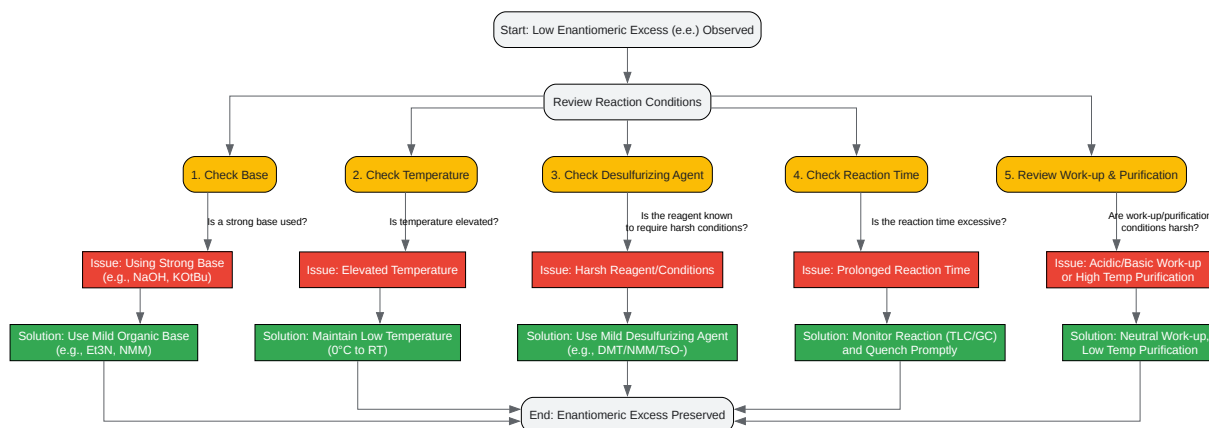 Start: Low Enantiomeric Excess (e.e.) Observed
Review Reaction Conditions
1. Check Base
2. Check Temperature
3. Check Desulfurizing Agent
4. Check Reaction Time
5. Review Work-up & Purification
Is a strong base used?
Is temperature elevated?
Is the reagent known
to require harsh conditions?
Is the reaction time excessive?
Are work-up/purification
conditions harsh?
Issue: Using Strong Base
(e.g., NaOH, KOtBu)
Issue: Elevated Temperature
Issue: Harsh Reagent/Conditions
Issue: Prolonged Reaction Time
Issue: Acidic/Basic Work-up
or High Temp Purification
Solution: Use Mild Organic Base
(e.g., Et3N, NMM)
Solution: Maintain Low Temperature
(0°C to RT)
Solution: Use Mild Desulfurizing Agent
(e.g., DMT/NMM/TsO-)
Solution: Monitor Reaction (TLC/GC)
and Quench Promptly
Solution: Neutral Work-up,
Low Temp Purification
End: Enantiomeric Excess Preserved